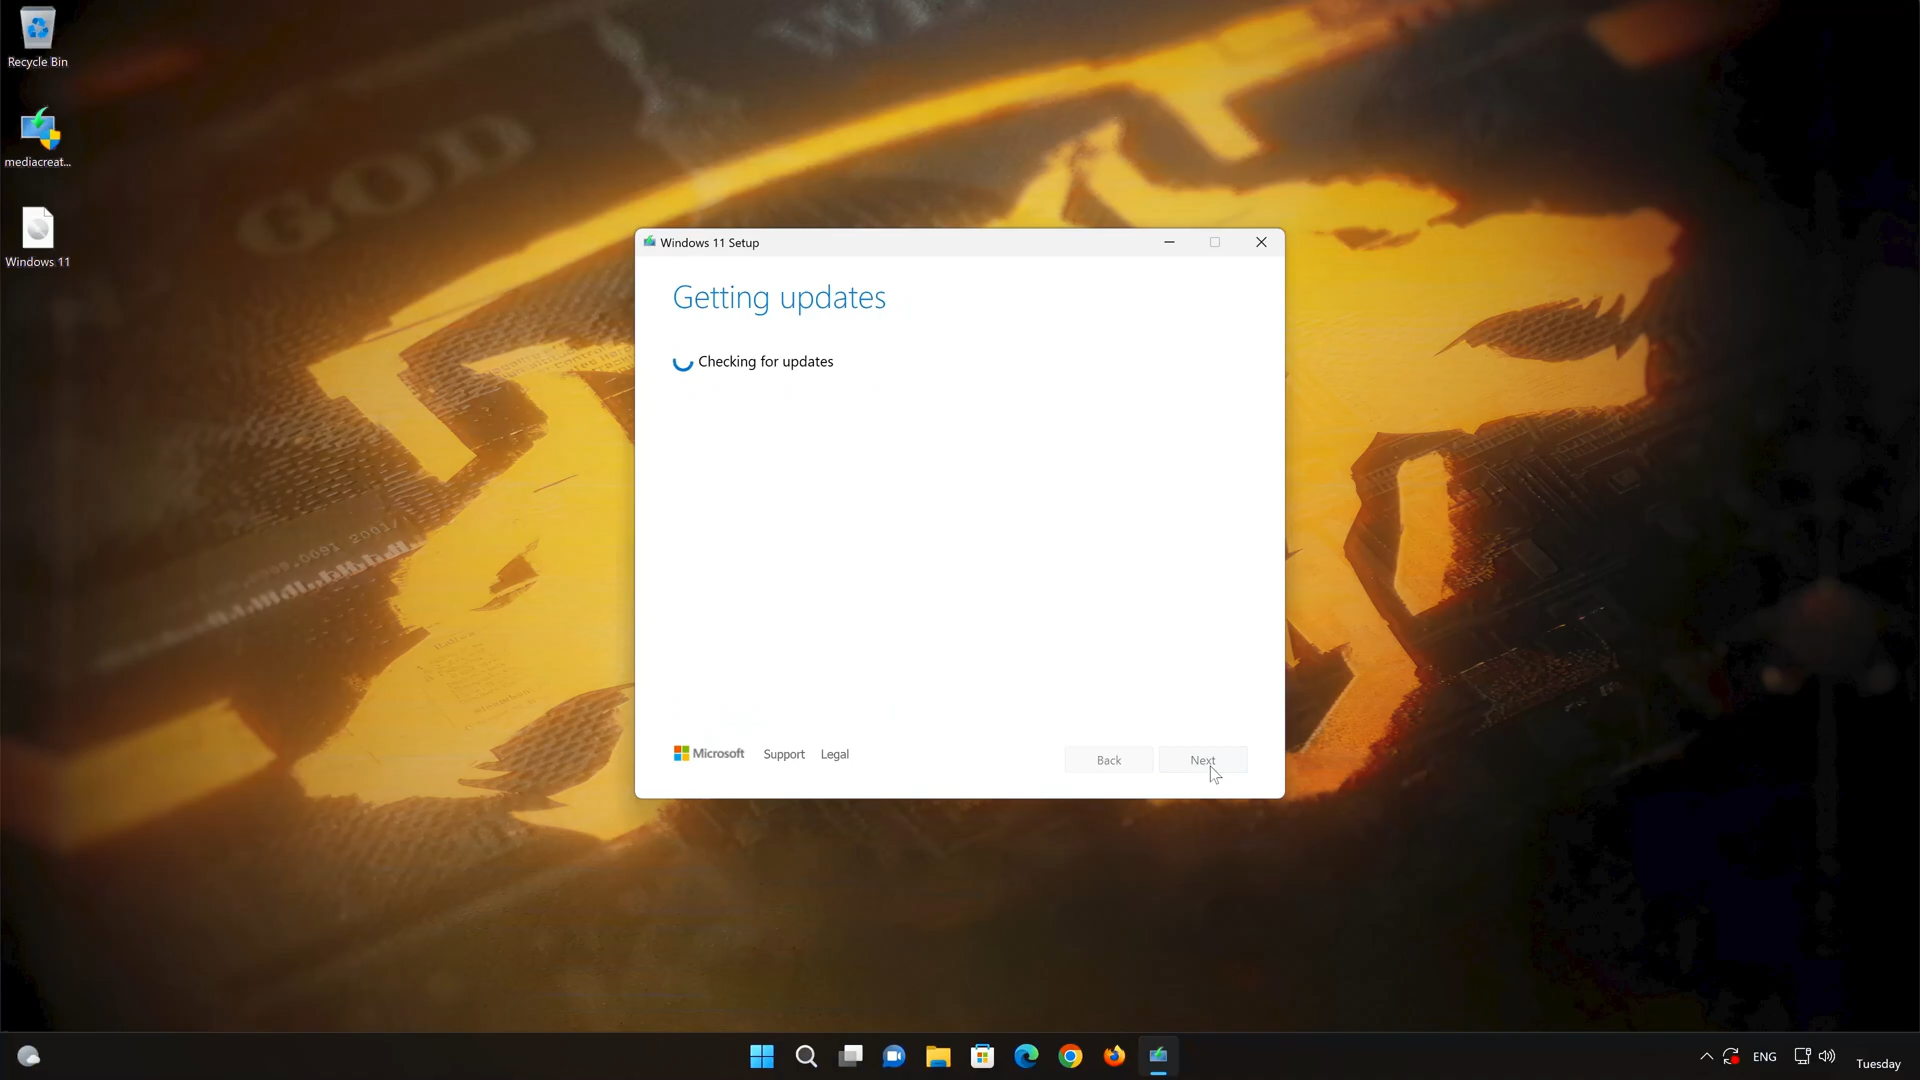 Recycle Bin
mediacreat...
Windows 11
GOD
Windows 11 Setup
Getting updates
Checking for updates
Microsoft
Support
Legal
Back
Next
ENG
Tuesday